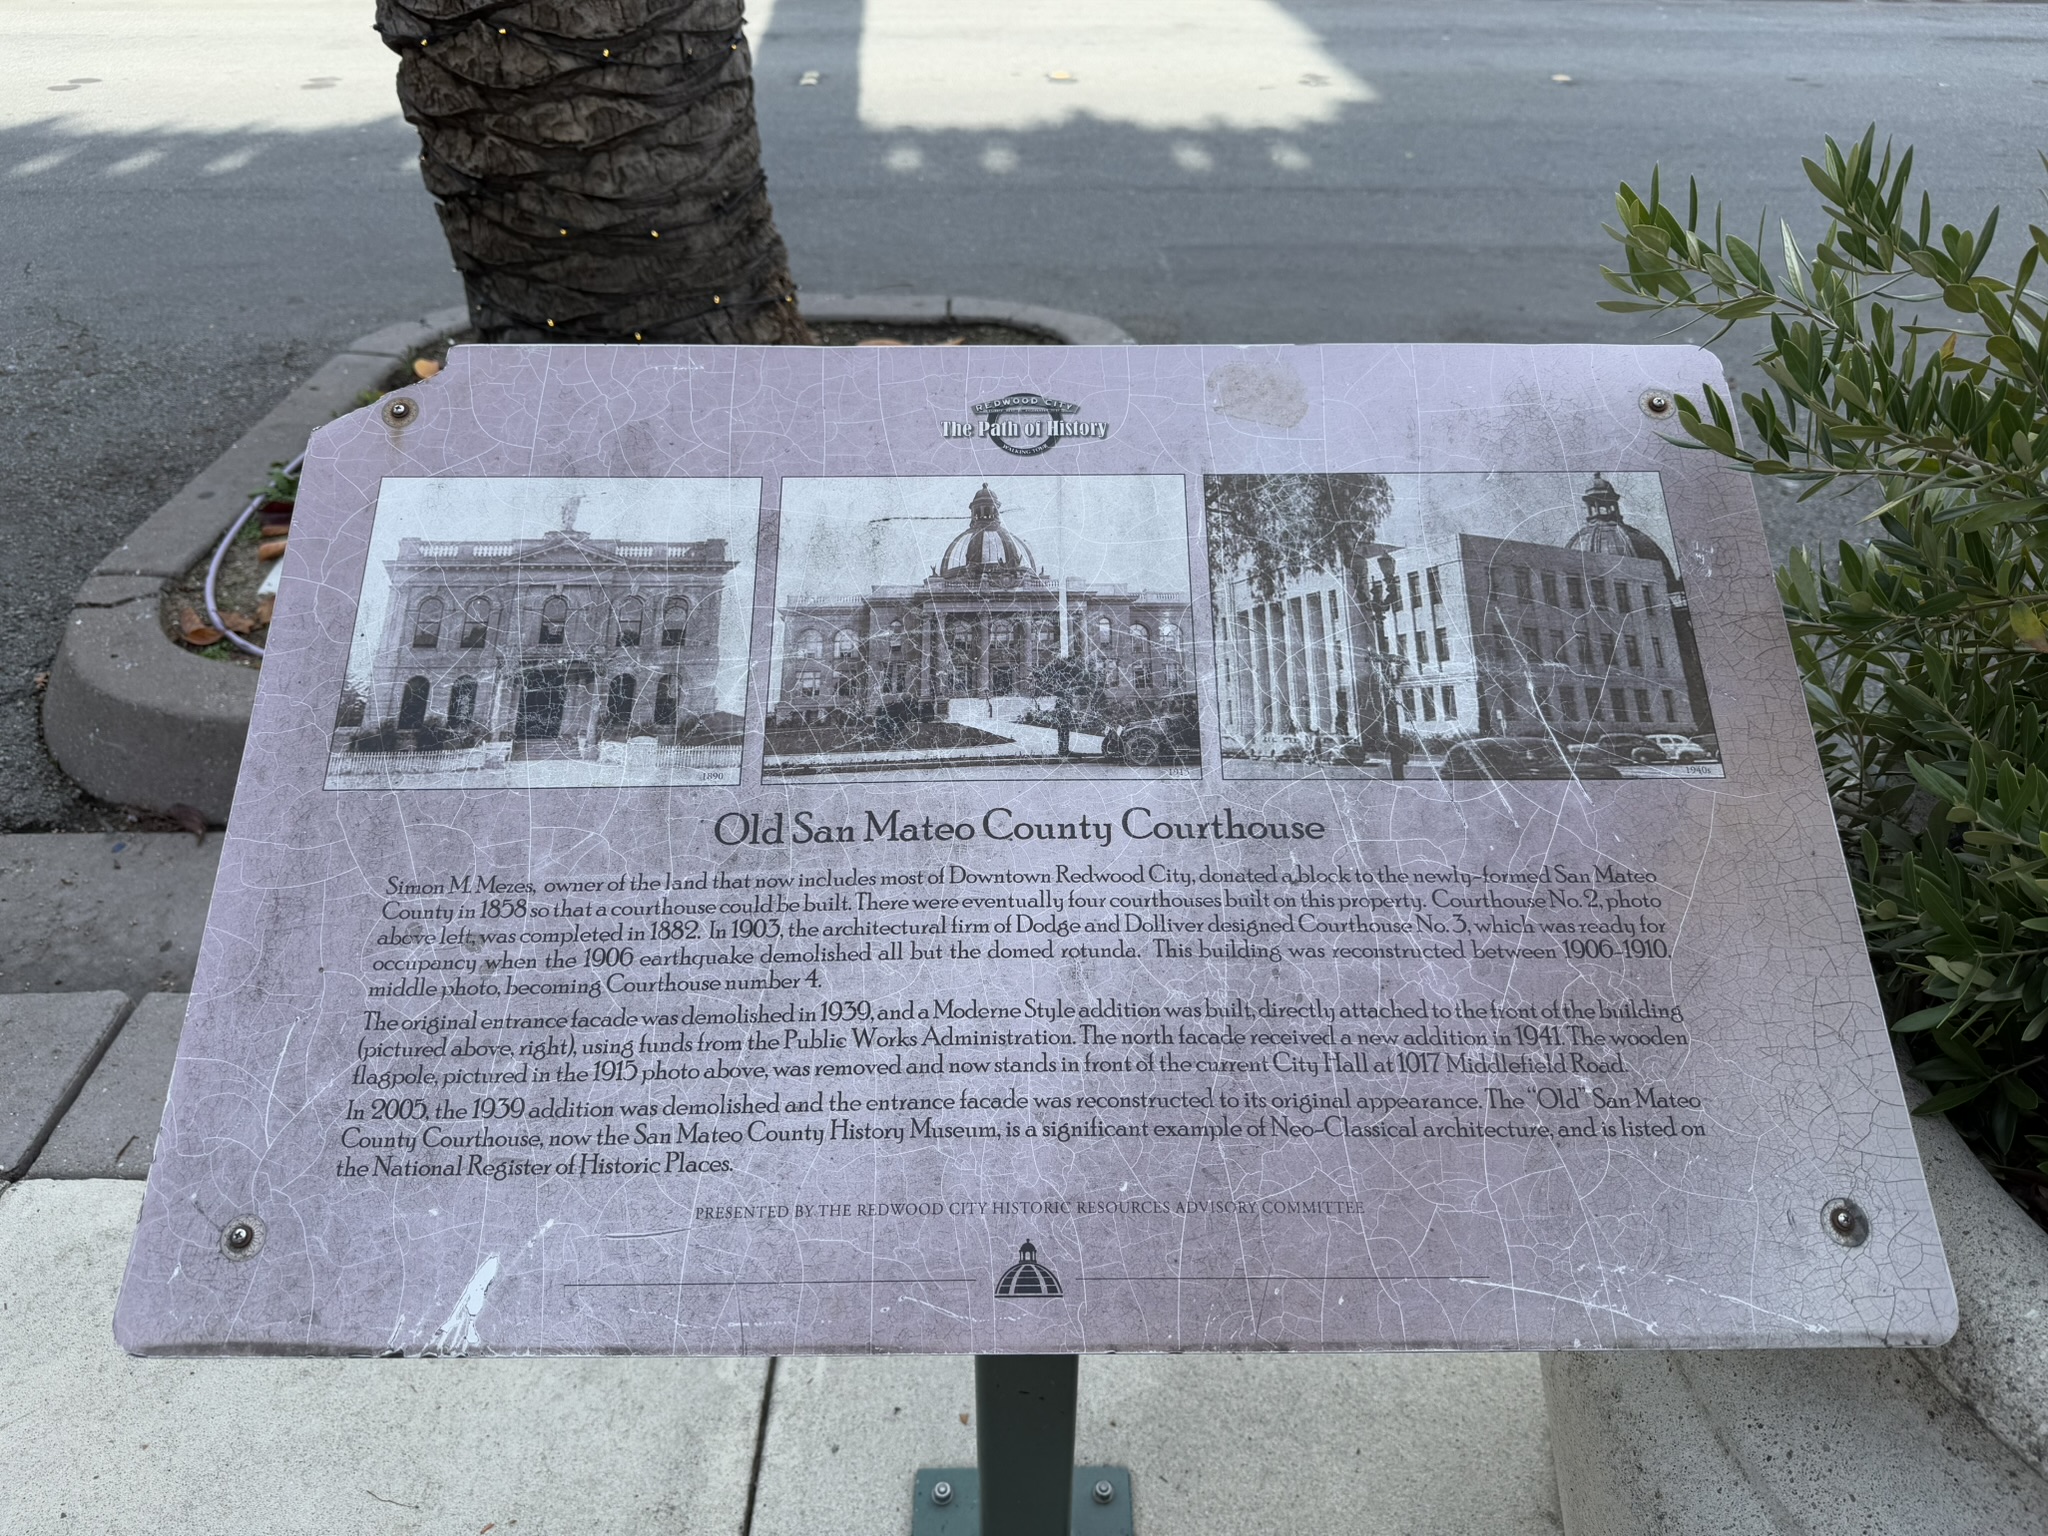 REDWOOD CITY
The Path of History
WALKING TOUR
1890
1915
1940s
Old San Mateo County Courthouse
Simon M. Mezes, owner of the land that now includes most of Downtown Redwood City, donated a block to the newly-formed San Mateo
County in 1858 so that a courthouse could be built. There were eventually four courthouses built on this property. Courthouse No. 2, photo
above left, was completed in 1882. In 1903, the architectural firm of Dodge and Dolliver designed Courthouse No. 3, which was ready for
occupancy when the 1906 earthquake demolished all but the domed rotunda. This building was reconstructed between 1906-1910,
middle photo, becoming Courthouse number 4.
The original entrance facade was demolished in 1939, and a Moderne Style addition was built, directly attached to the front of the building
(pictured above, right), using funds from the Public Works Administration. The north facade received a new addition in 1941. The wooden
flagpole, pictured in the 1915 photo above, was removed and now stands in front of the current City Hall at 1017 Middlefield Road.
In 2005, the 1939 addition was demolished and the entrance facade was reconstructed to its original appearance. The "Old" San Mateo
County Courthouse, now the San Mateo County History Museum, is a significant example of Neo-Classical architecture, and is listed on
the National Register of Historic Places.
PRESENTED BY THE REDWOOD CITY HISTORIC RESOURCES ADVISORY COMMITTEE